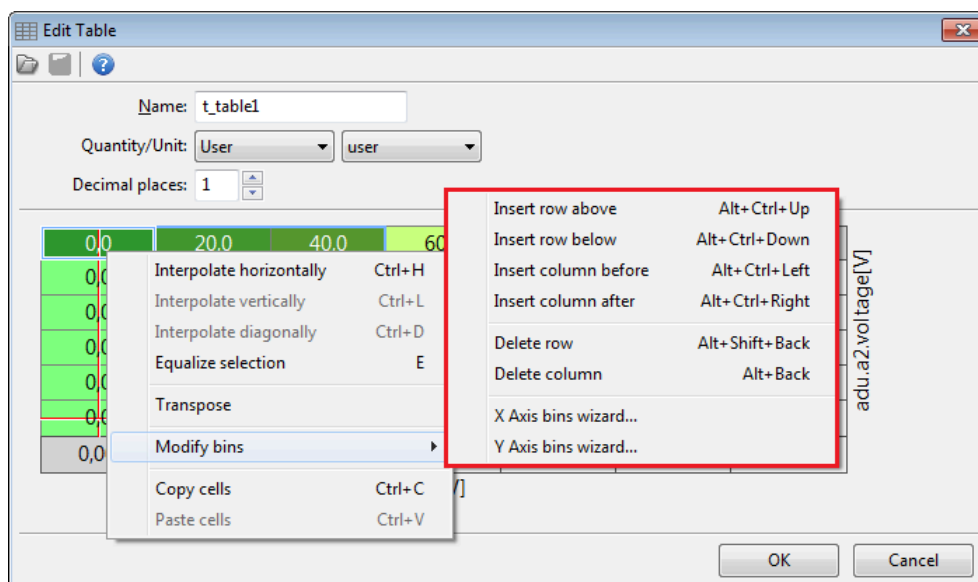 Edit Table
Name: t_table1
Quantity/Unit: User user
Decimal places: 1
0,0 20.0 40.0 60
Insert row above Alt+Ctrl+Up
Insert row below Alt+Ctrl+Down
Insert column before Alt+Ctrl+Left
Insert column after Alt+Ctrl+Right
Delete row Alt+Shift+Back
Delete column Alt+Back
X Axis bins wizard...
Y Axis bins wizard...
Interpolate horizontally Ctrl+H
Interpolate vertically Ctrl+L
Interpolate diagonally Ctrl+D
Equalize selection E
Transpose
Modify bins
Copy cells Ctrl+C
Paste cells Ctrl+V
0,0
0,0
0,0
0,0
0,0
0,0
adu.a2.voltage[V]
V]
OK Cancel